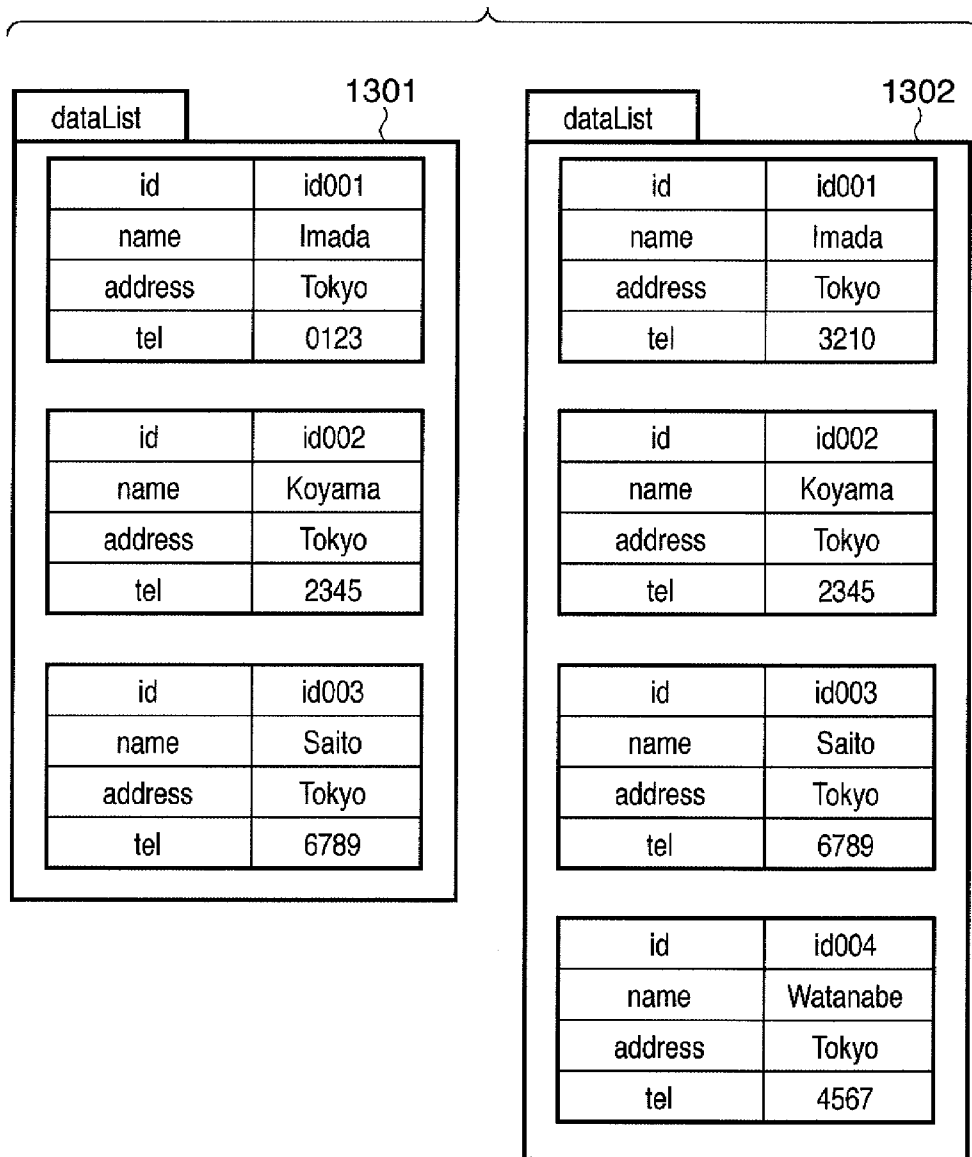 1301
dataList
id id001
name Imada
address Tokyo
tel 0123
id id002
name Koyama
address Tokyo
tel 2345
id id003
name Saito
address Tokyo
tel 6789
1302
dataList
id id001
name Imada
address Tokyo
tel 3210
id id002
name Koyama
address Tokyo
tel 2345
id id003
name Saito
address Tokyo
tel 6789
id id004
name Watanabe
address Tokyo
tel 4567